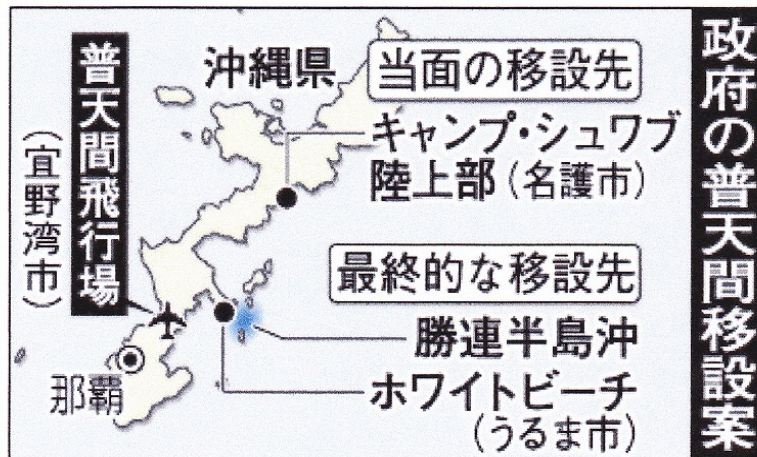 政府の普天間移設案
沖縄県
当面の移設先
キャンプ・シュワブ
陸上部(名護市)
最終的な移設先
勝連半島沖
ホワイトビーチ
(うるま市)
普天間飛行場
(宜野湾市)
那覇